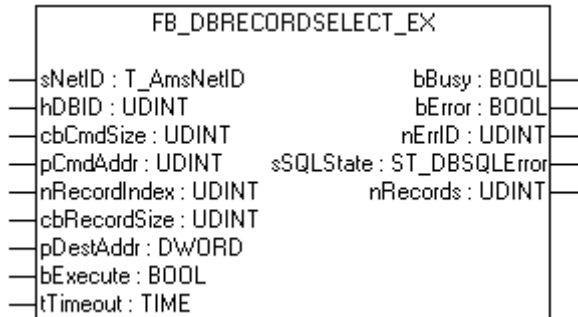 FB_DBRECORDSELECT_EX
sNetID : T_AmsNetID bBusy : BOOL
hDBID : UDINT bError : BOOL
cbCmdSize : UDINT nErrID : UDINT
pCmdAddr : UDINT sSQLState : ST_DBSQLError
nRecordIndex : UDINT nRecords : UDINT
cbRecordSize : UDINT
pDestAddr : DWORD
bExecute : BOOL
tTimeout : TIME